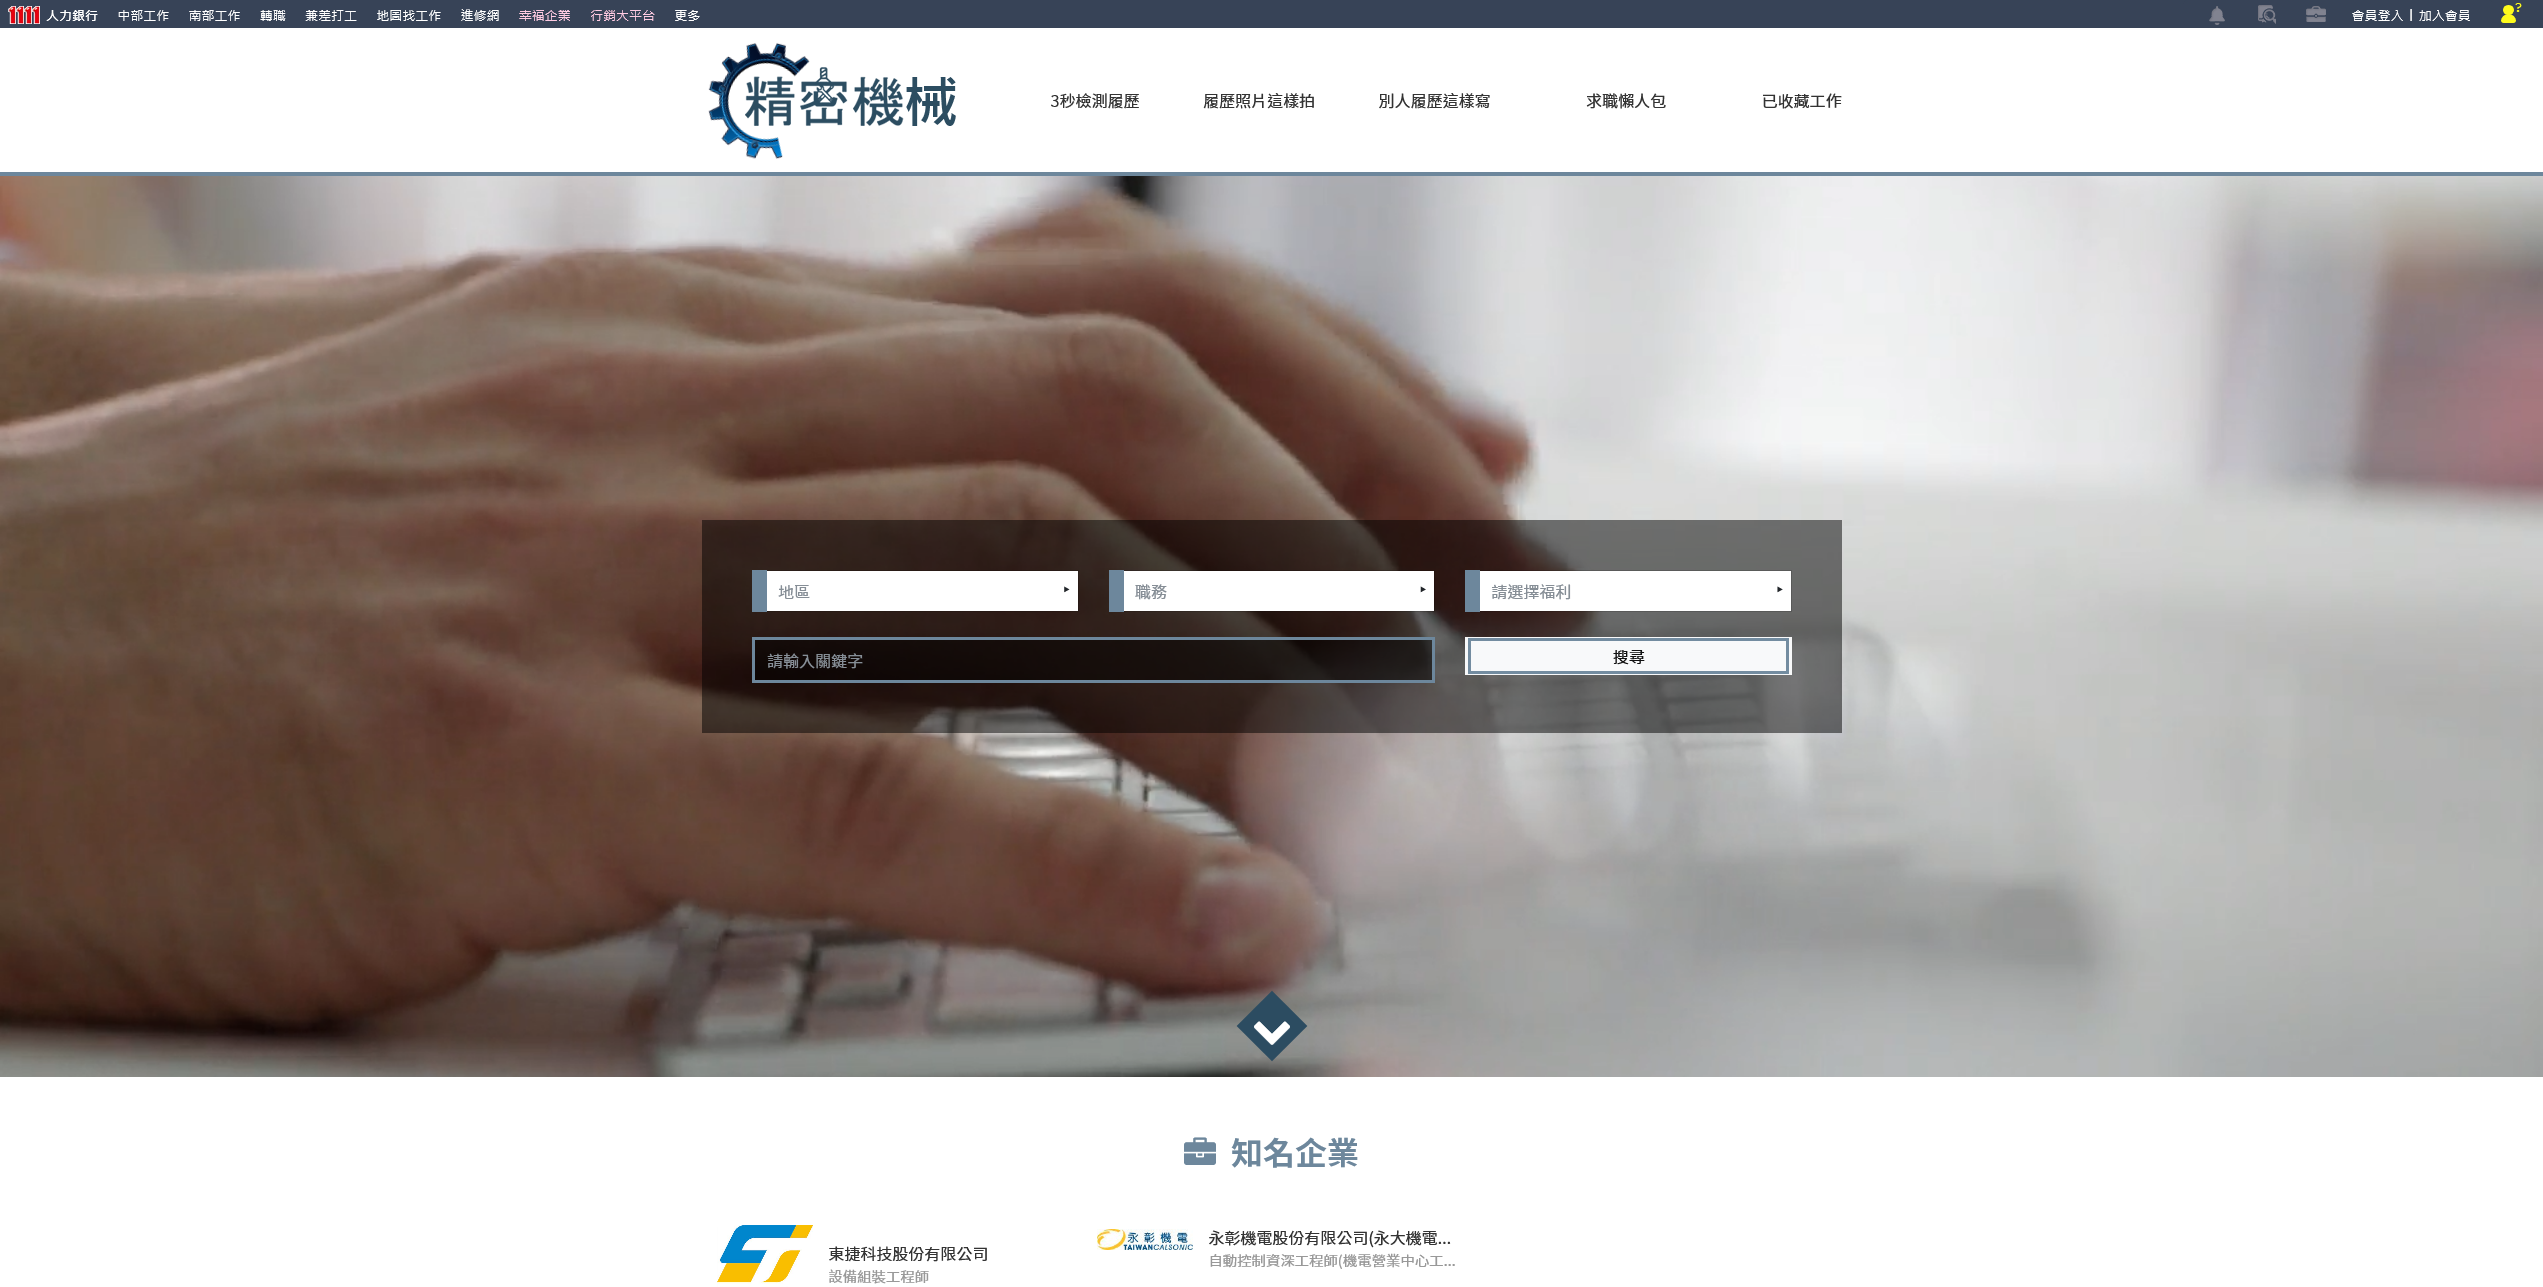 1111 人力銀行 中部工作 南部工作 轉職 兼差打工 地圖找工作 進修網 幸福企業 行銷大平台 更多 會員登入 | 加入會員
精密機械 3秒檢測履歷 履歷照片這樣拍 別人履歷這樣寫 求職懶人包 已收藏工作
地區 職務 請選擇福利
請輸入關鍵字 搜尋
知名企業
東捷科技股份有限公司
設備組裝工程師
永彰機電 TAIWANCALSONIC
永彰機電股份有限公司(永大機電...
自動控制資深工程師(機電營業中心工...